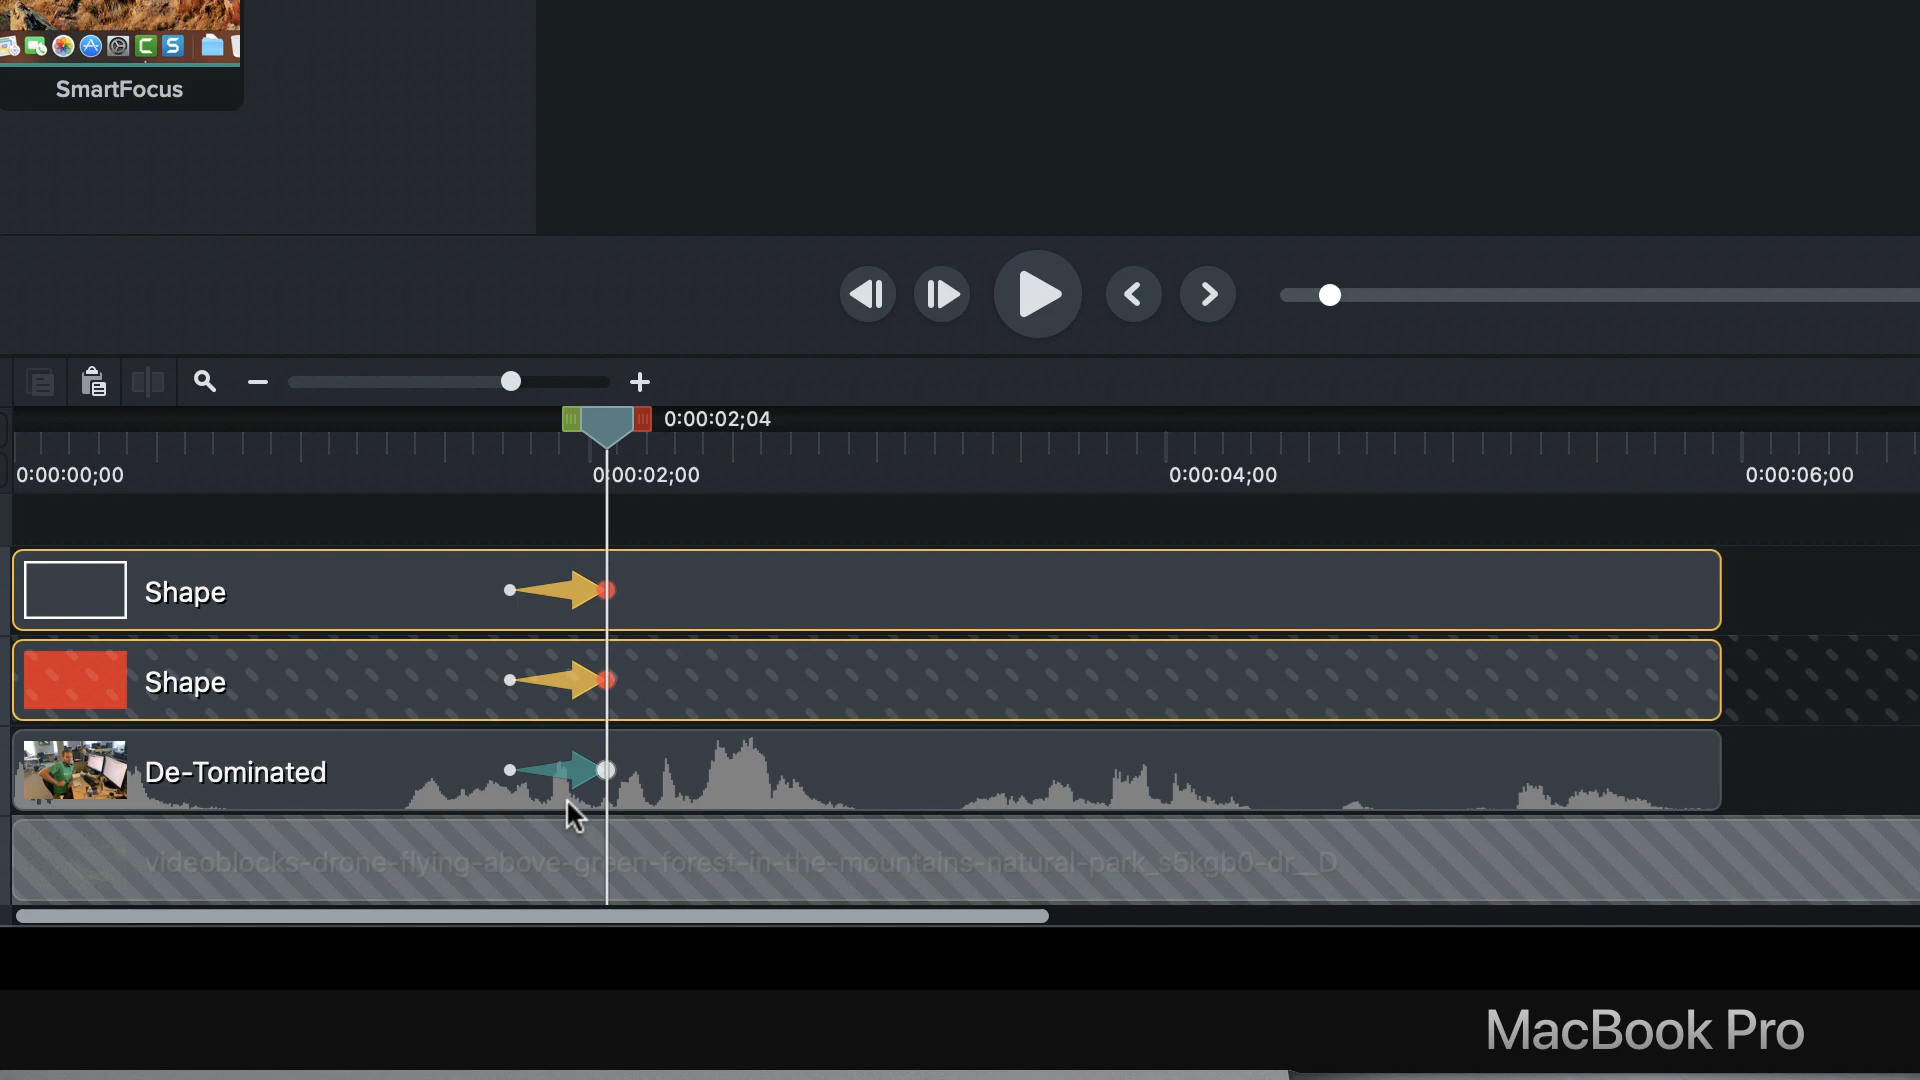 SmartFocus
0:00:02;04
0:00:00;00
0:00:02;00
0:00:04;00
0:00:06;00
Shape
Shape
De-Tominated
videoblocks-drone-flying-above-green-forest-in-the-mountains-natural-park_s5kgb0-dr__D
MacBook Pro